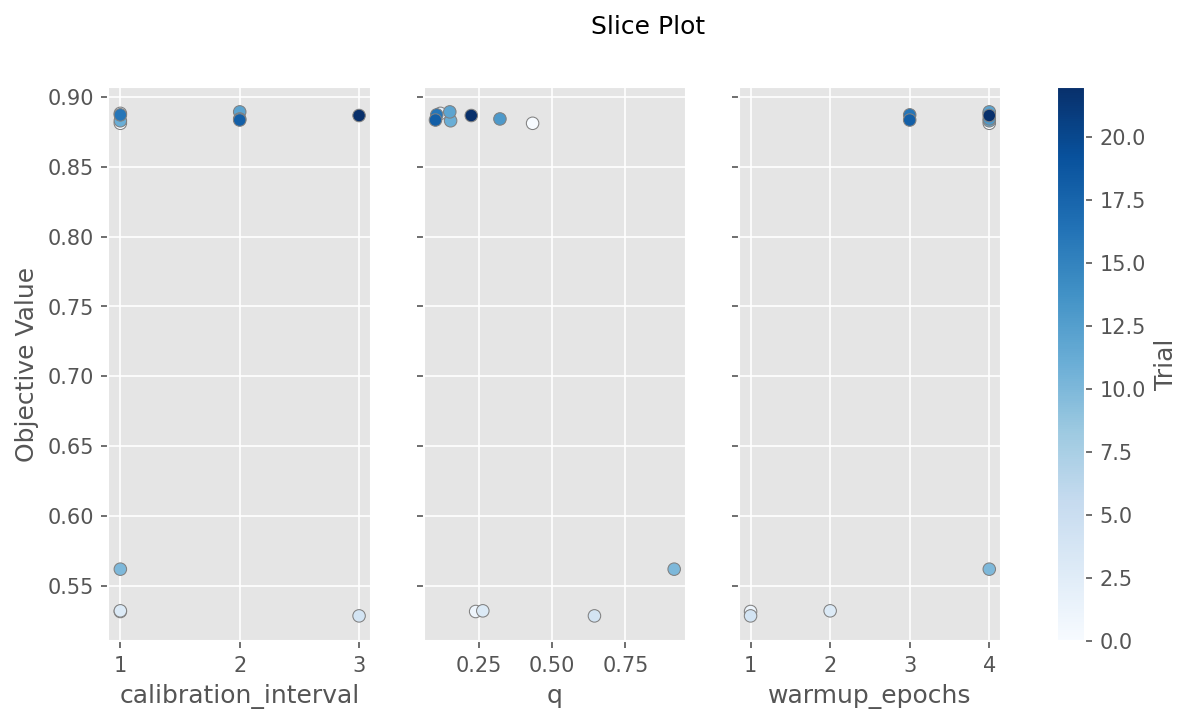 Slice Plot
Objective Value
0.90
0.85
0.80
0.75
0.70
0.65
0.60
0.55
1 2 3
calibration_interval
0.25 0.50 0.75
q
1 2 3 4
warmup_epochs
20.0
17.5
15.0
12.5
10.0
7.5
5.0
2.5
0.0
Trial